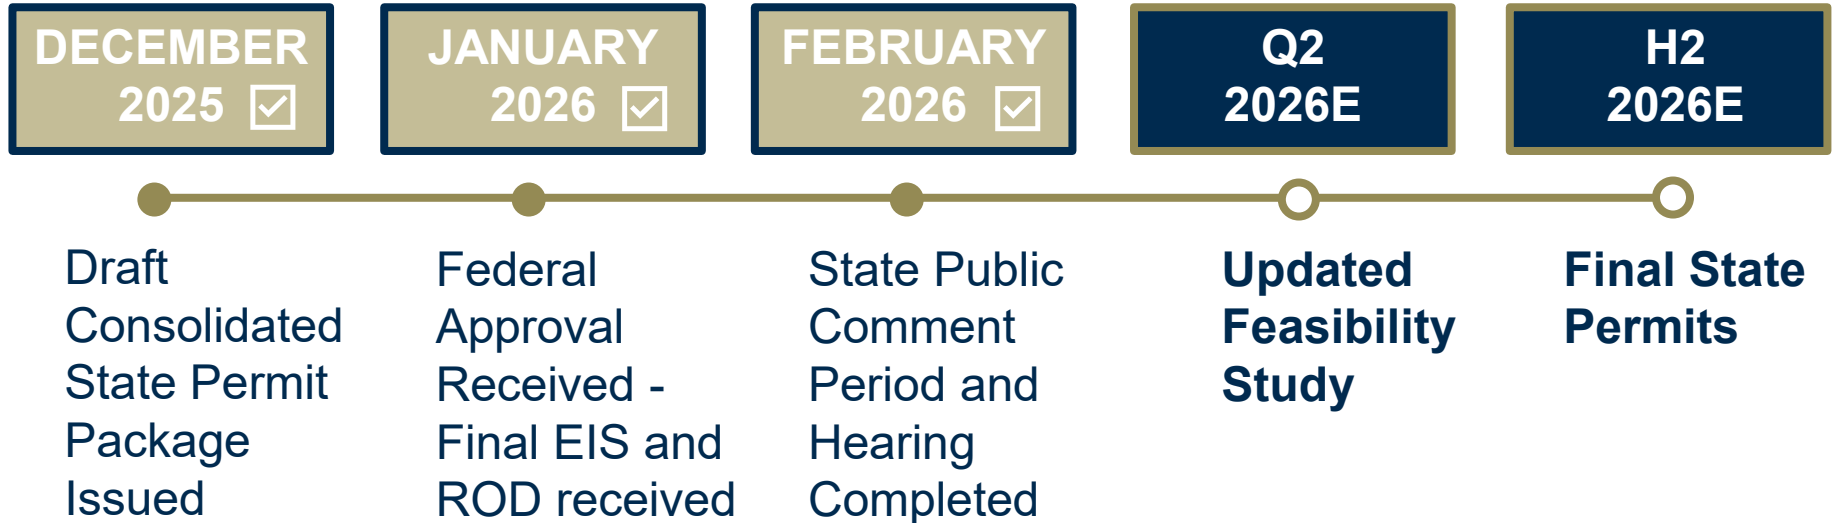 DECEMBER
2025
JANUARY
2026
FEBRUARY
2026
Q2
2026E
H2
2026E
Draft
Consolidated
State Permit
Package
Issued
Federal
Approval
Received -
Final EIS and
ROD received
State Public
Comment
Period and
Hearing
Completed
Updated
Feasibility
Study
Final State
Permits